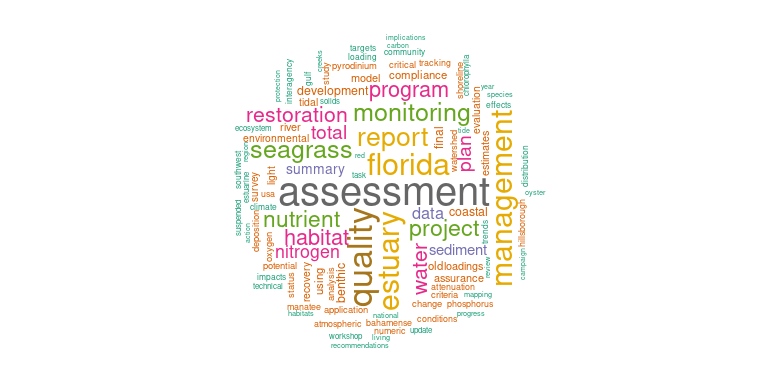 implications
carbon
targets
community
loading
creeks
study
pyrodinium
critical
tracking
chlorophylla
interagency
gulf
model
compliance
shoreline
protection
development
program
year
species
tidal
solids
monitoring
effects
restoration
evaluation
ecosystem
river
total
report
final
tide
environmental
watershed
plan
estimates
management
regional
seagrass
red
florida
distribution
southwest
estuarine
survey
light
summary
task
usa
assessment
oyster
climate
suspended
action
deposition
nutrient
quality
estuary
data
coastal
project
trends
hillsborough
habitat
oxygen
nitrogen
water
sediment
review
campaign
potential
oldloadings
impacts
technical
status
recovery
using
analysis
benthic
assurance
attenuation
criteria
mapping
manatee
habitats
application
change
phosphorus
national
progress
atmospheric
bahamense
conditions
numeric
update
workshop
living
recommendations